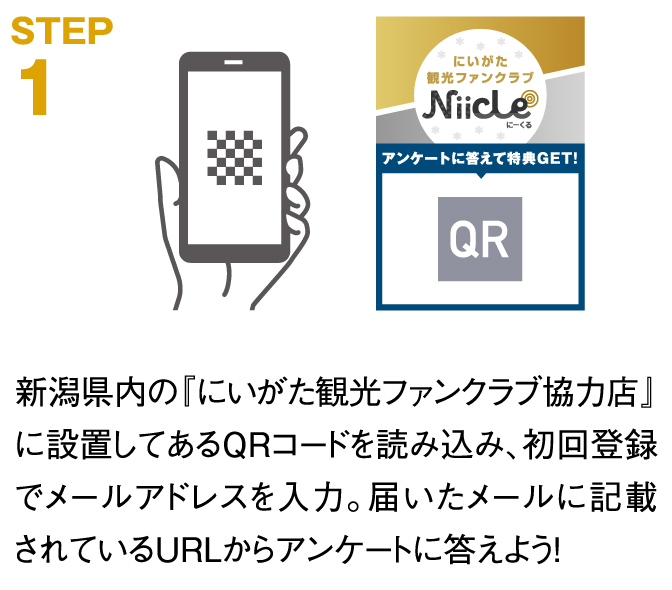 STEP
1
にいがた
観光ファンクラブ
Niicle
にーくる
アンケートに答えて特典GET!
QR
新潟県内の『にいがた観光ファンクラブ協力店』
に設置してあるQRコードを読み込み、初回登録
でメールアドレスを入力。届いたメールに記載
されているURLからアンケートに答えよう!